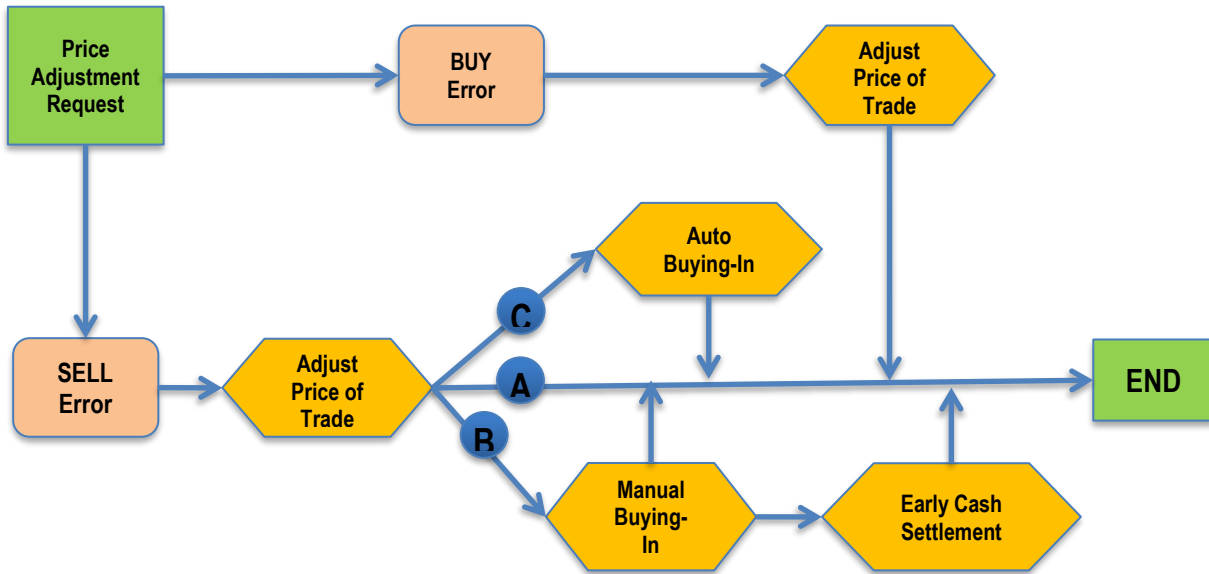 Price
Adjustment
Request
BUY
Error
Adjust
Price of
Trade
Auto
Buying-In
C
SELL
Error
Adjust
Price of
Trade
A
END
B
Manual
Buying-
In
Early Cash
Settlement